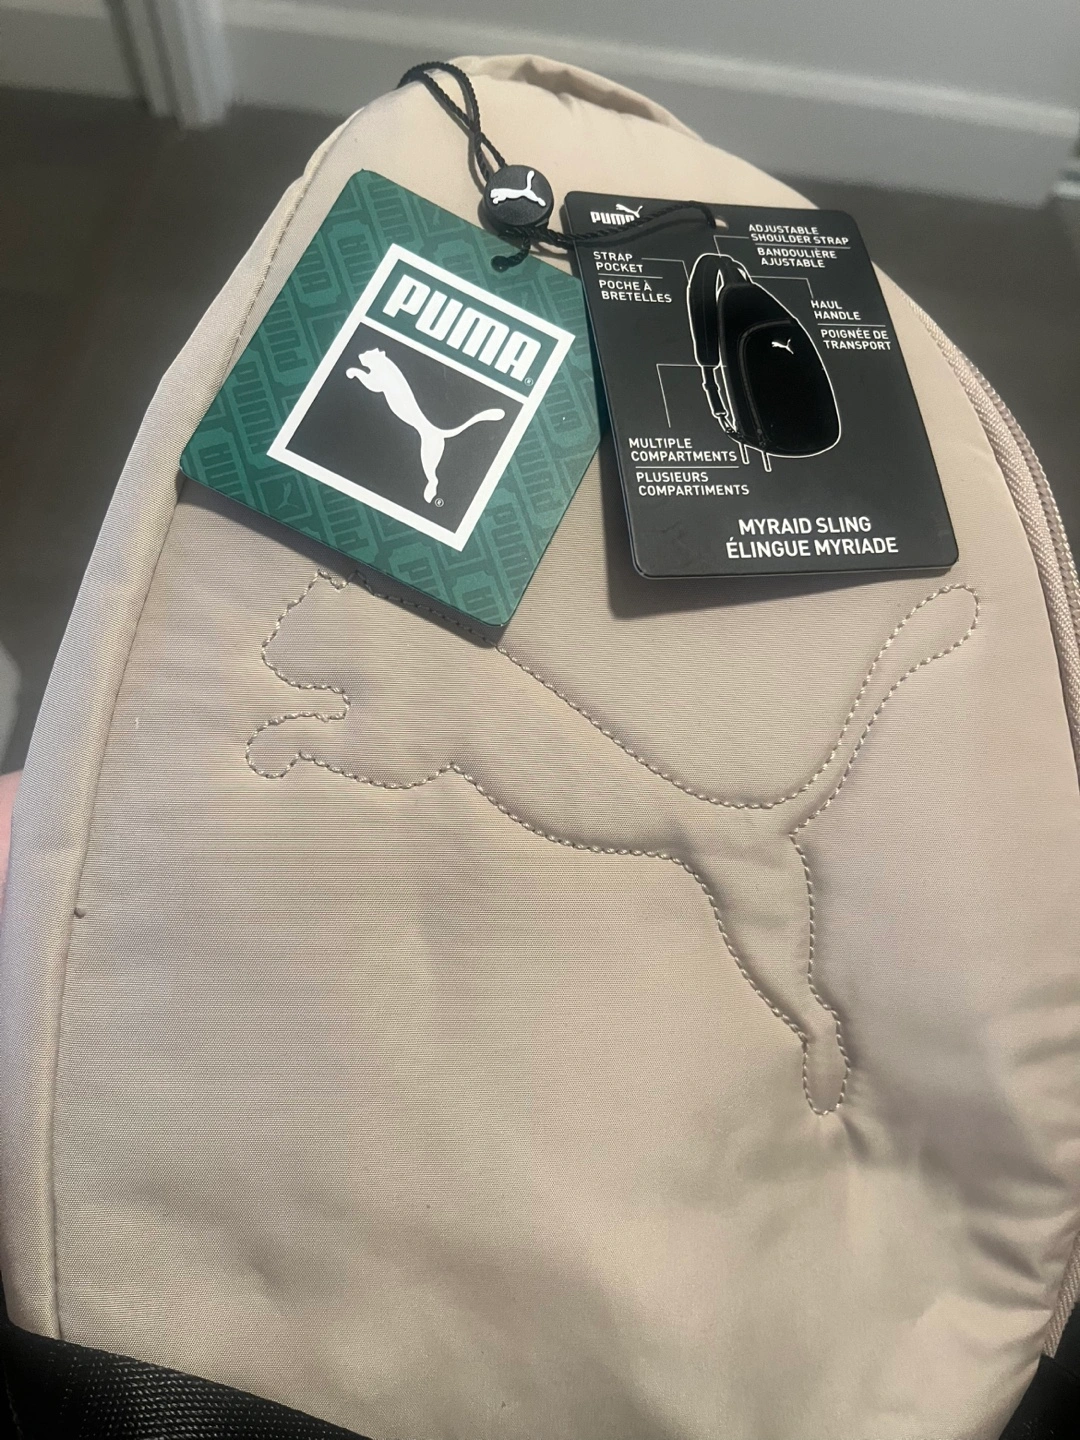 PUMA
PUMA
ADJUSTABLE
SHOULDER STRAP
BANDOULIÈRE
AJUSTABLE
STRAP
POCKET
POCHE À
BRETELLES
HAUL
HANDLE
POIGNÉE DE
TRANSPORT
MULTIPLE
COMPARTMENTS
PLUSIEURS
COMPARTIMENTS
MYRAID SLING
ÉLINGUE MYRIADE